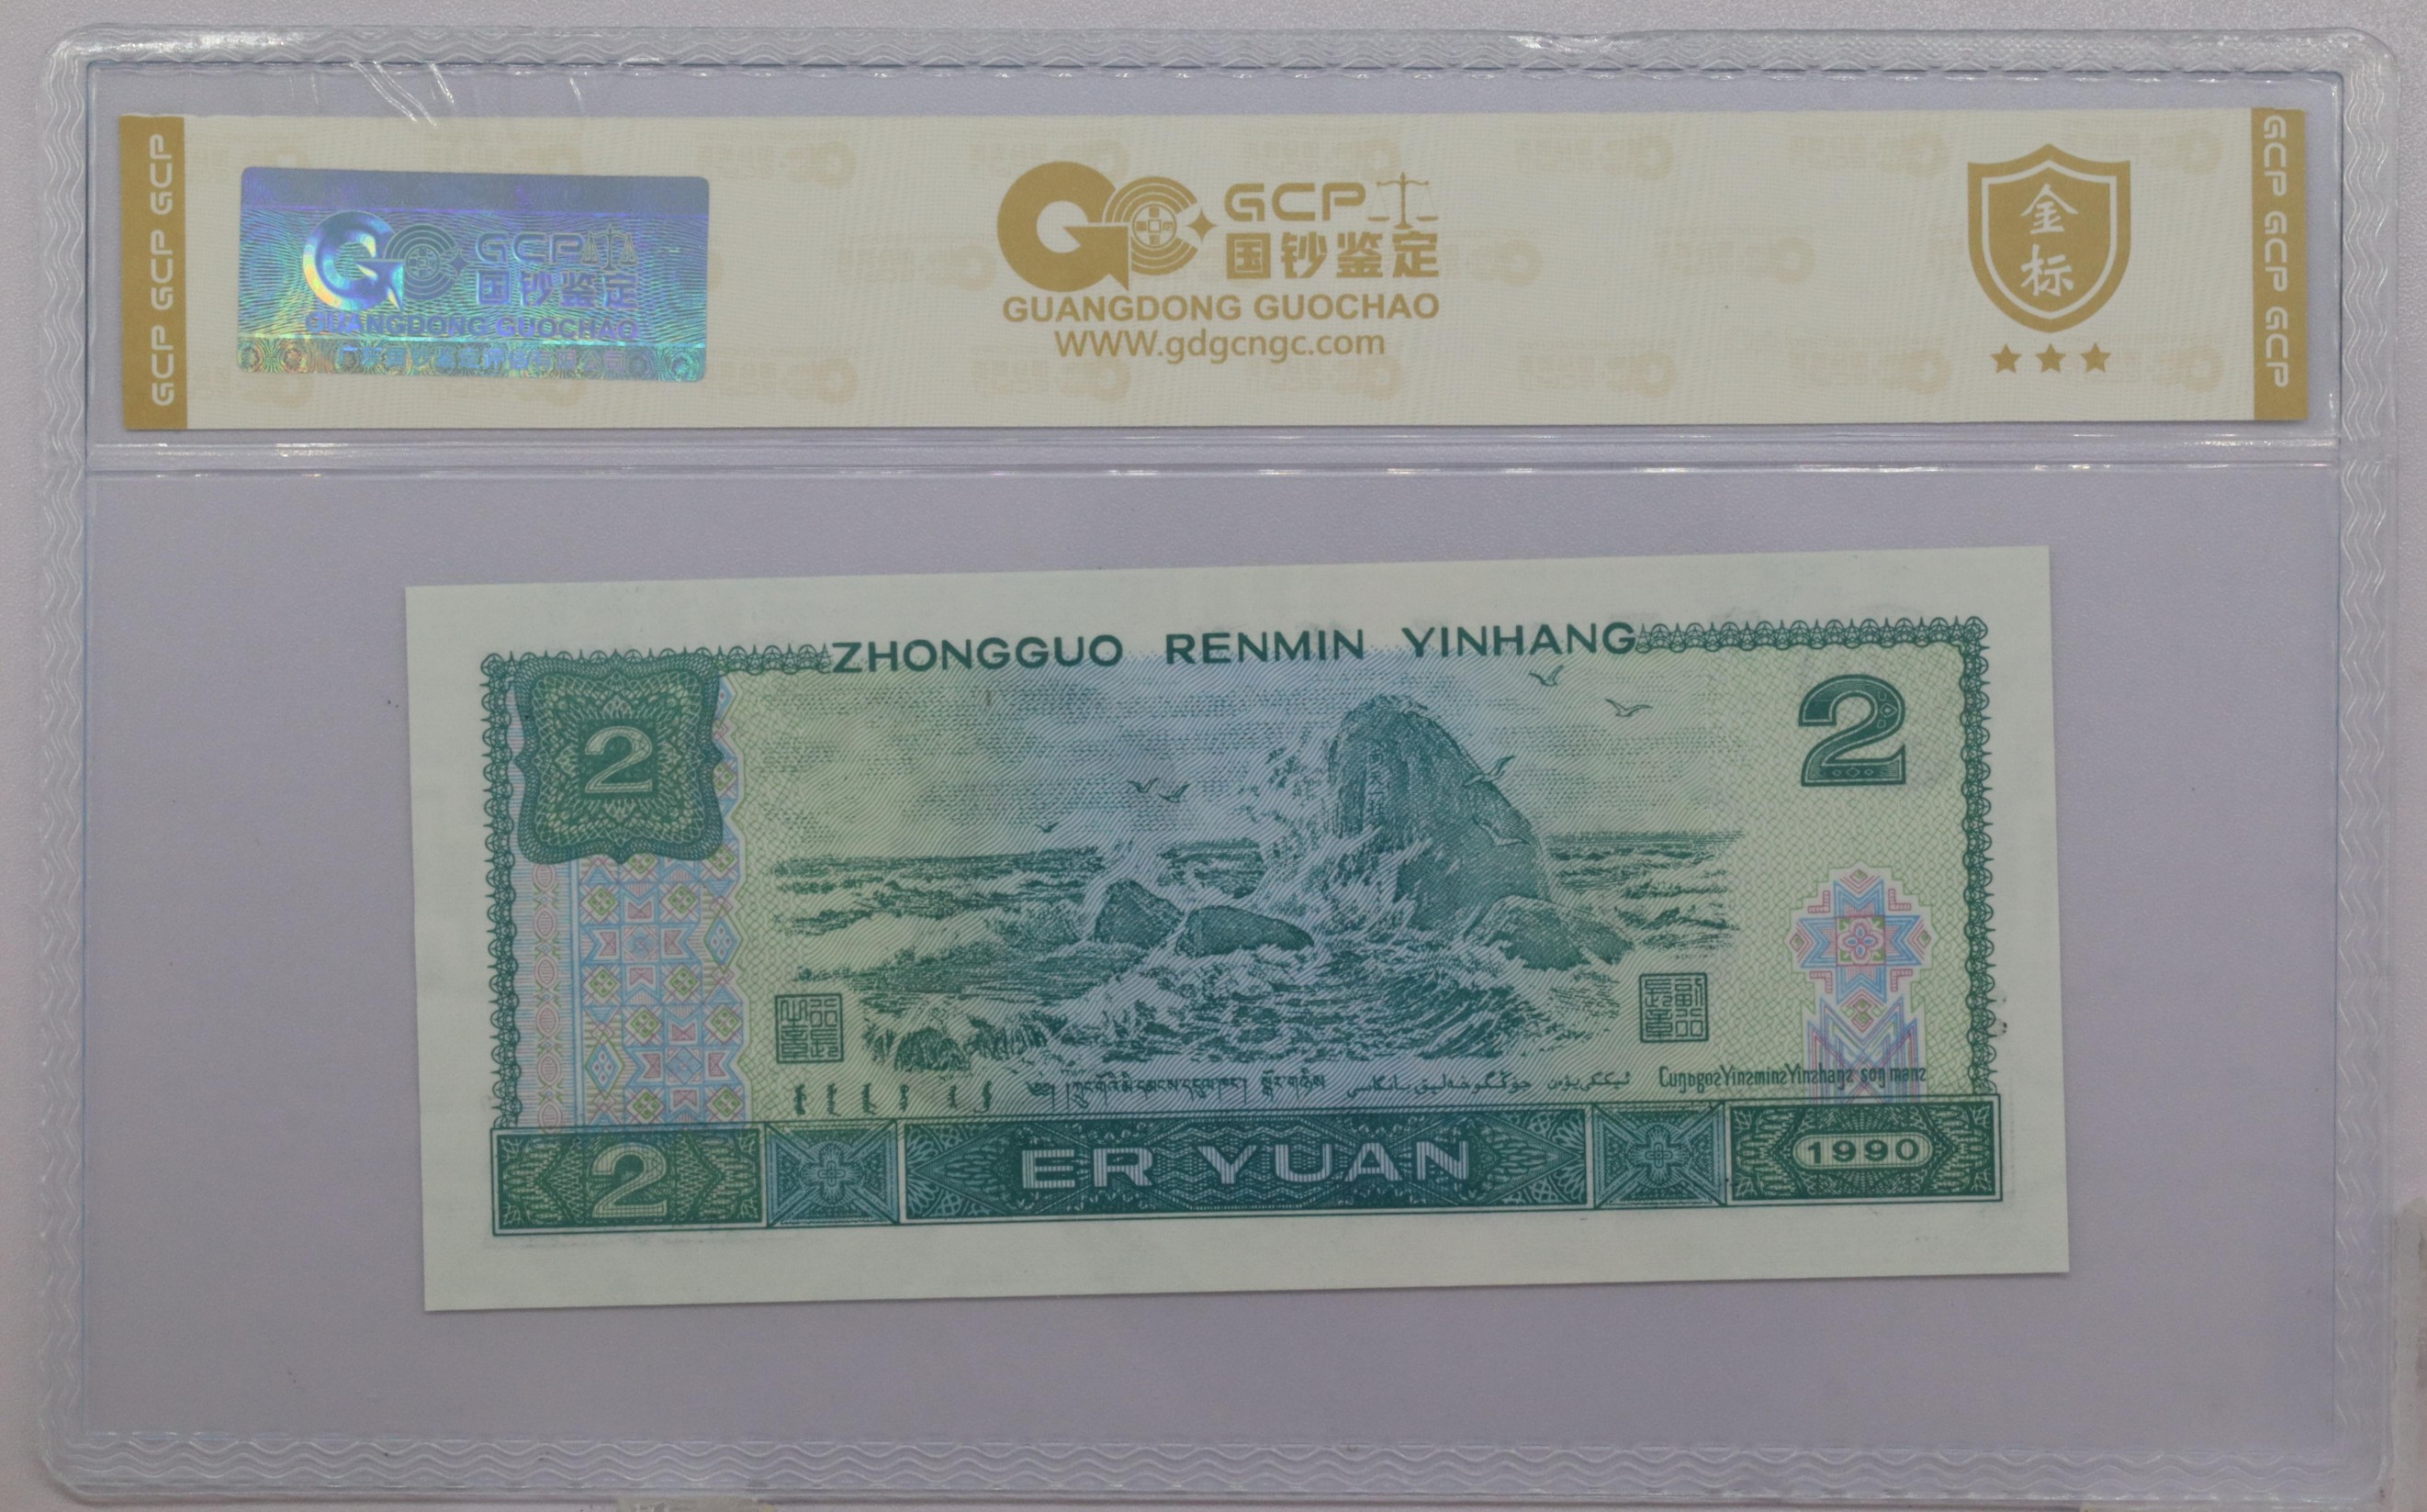 GCP GCP GCP
GCP
国钞鉴定
GUANGDONG GUOCHAO
GCP
国钞鉴定
GUANGDONG GUOCHAO
WWW.gdgcngc.com
金标
GCP GCP GCP
ZHONGGUO RENMIN YINHANG
2
2
2
ER YUAN
1990